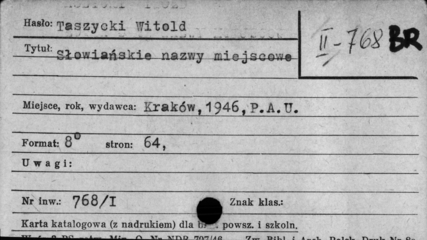 Hasło: Taszycki Witold
Tytuł: Słowiańskie nazwy miejscowe
II-768 BR
Miejsce, rok, wydawca: Kraków, 1946, P.A.U.
Format: 8° stron: 64,
Uwagi:
Nr inw.: 768/I Znak klas.:
Karta katalogowa (z nadrukiem) dla powsz. i szkoln.